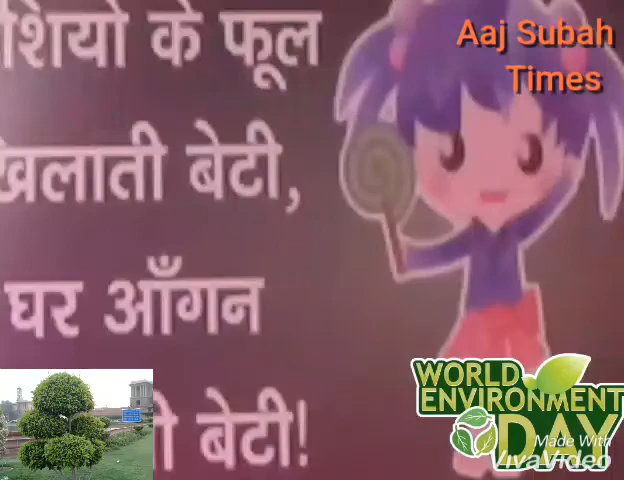 के फूल
बेटी,
घर आँगन
बेटी!
Aaj Subah
Times
WORLD
ENVIRONMENT
DAY
Made With
VivaVideo